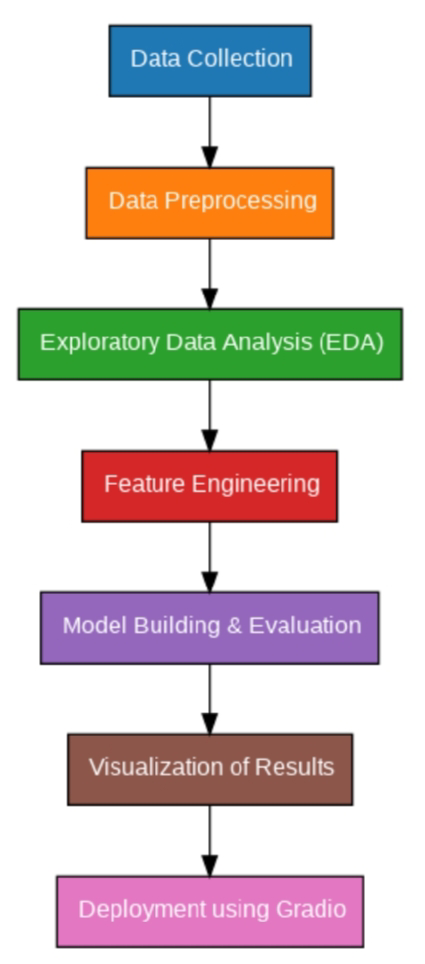 Data Collection
Data Preprocessing
Exploratory Data Analysis (EDA)
Feature Engineering
Model Building & Evaluation
Visualization of Results
Deployment using Gradio